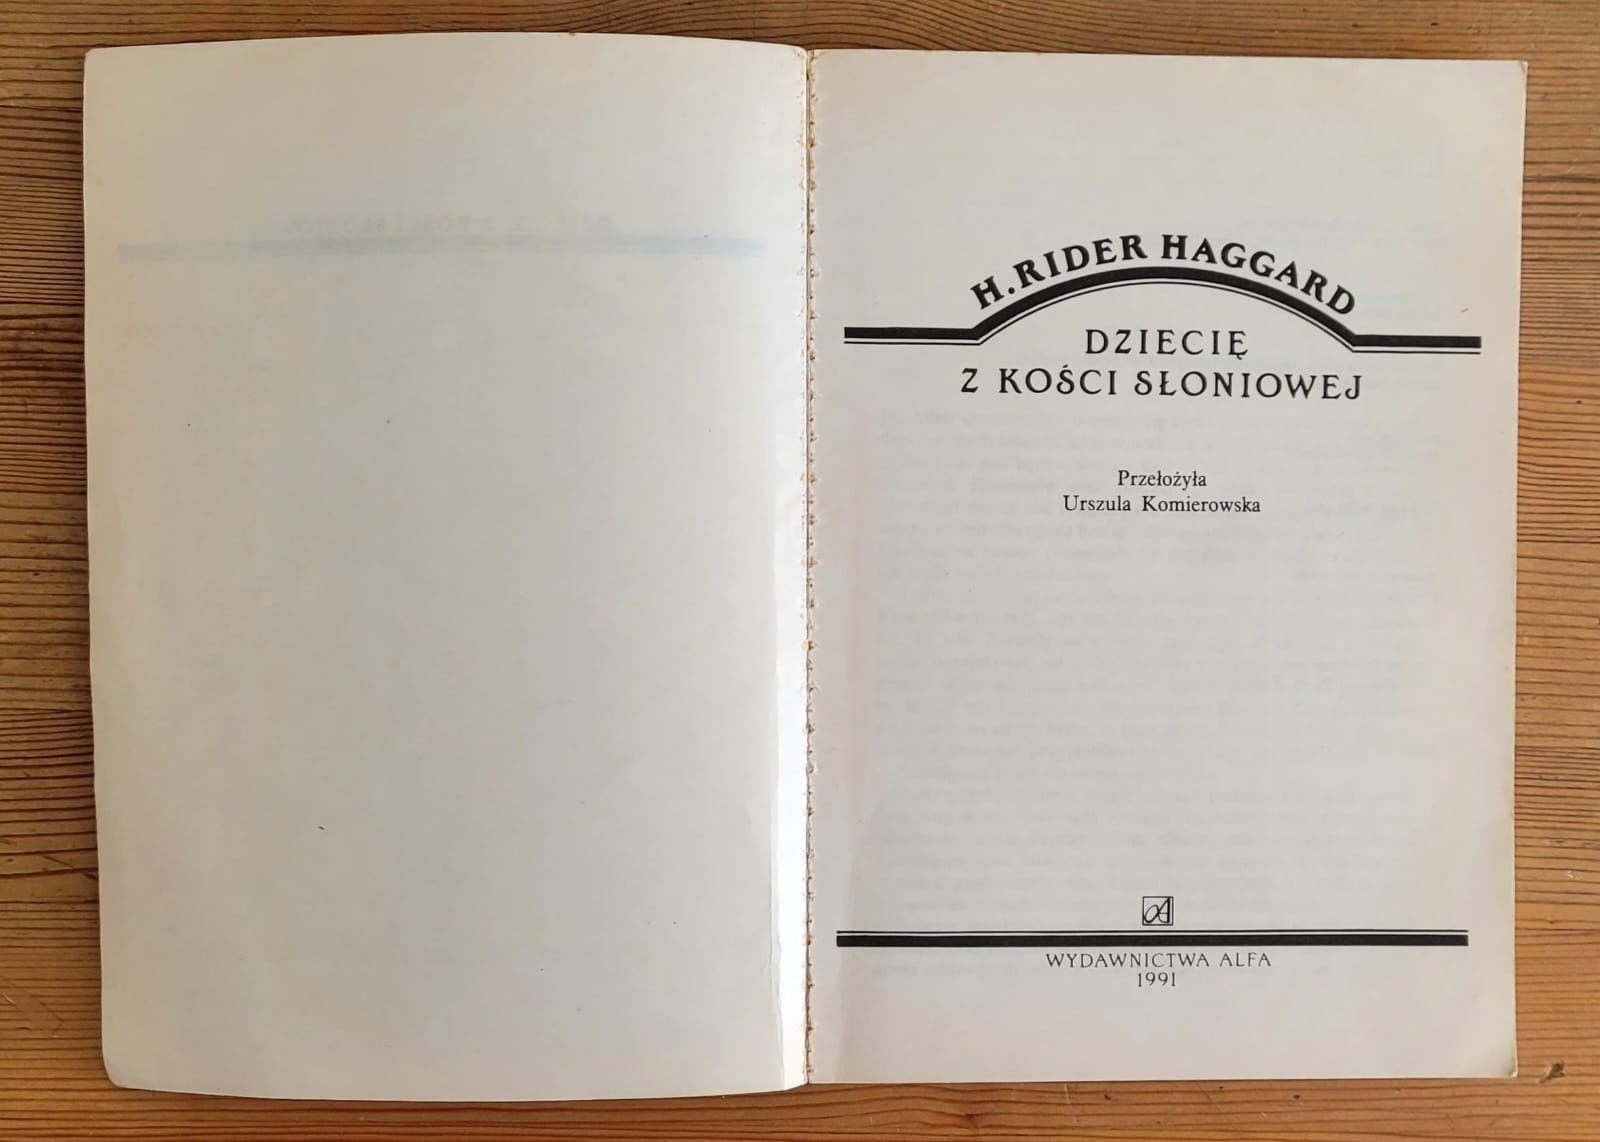 H. RIDER HAGGARD
DZIECIĘ
Z KOŚCI SŁONIOWEJ
Przełożyła
Urszula Komierowska
WYDAWNICTWA ALFA
1991